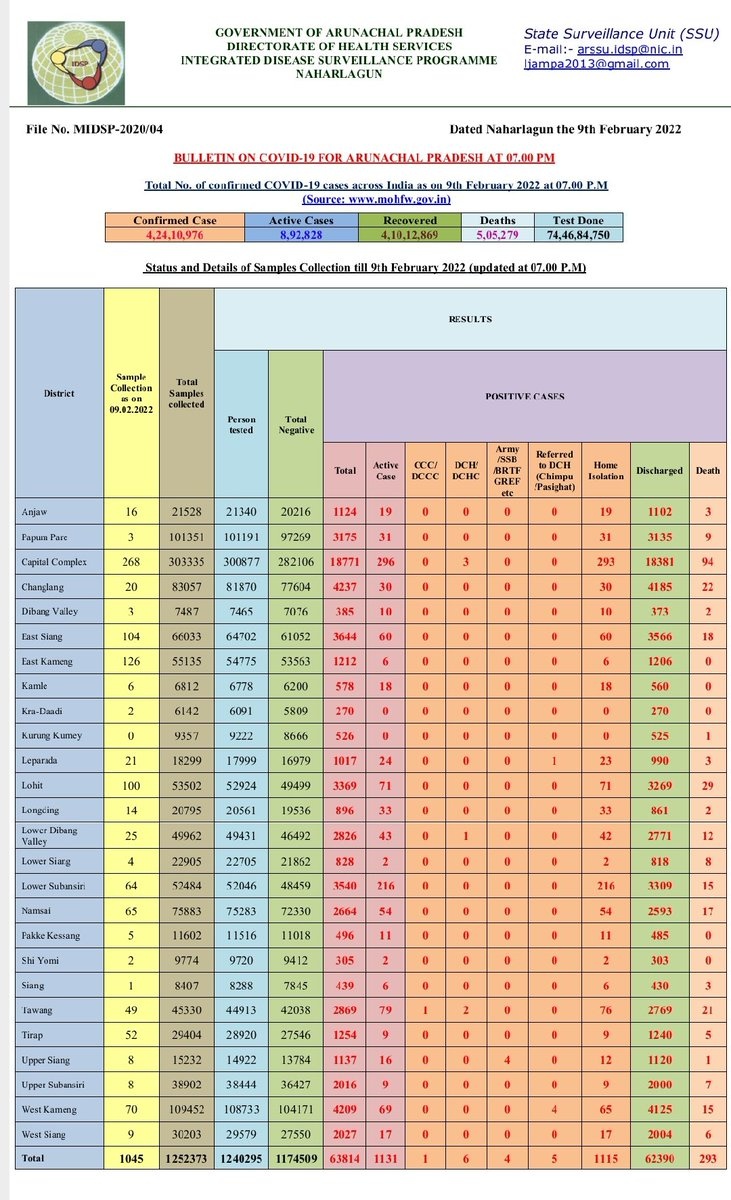 IDSP
GOVERNMENT OF ARUNACHAL PRADESH
DIRECTORATE OF HEALTH SERVICES
INTEGRATED DISEASE SURVEILLANCE PROGRAMME
NAHARLAGUN
State Surveillance Unit (SSU)
E-mail:- arssu.idsp@nic.in
ljampa2013@gmail.com
File No. MIDSP-2020/04 Dated Naharlagun the 9th February 2022
BULLETIN ON COVID-19 FOR ARUNACHAL PRADESH AT 07.00 PM
Total No. of confirmed COVID-19 cases across India as on 9th February 2022 at 07.00 P.M
(Source: www.mohfw.gov.in)
Confirmed Case Active Cases Recovered Deaths Test Done
4,24,10,976 8,92,828 4,10,12,869 5,05,279 74,46,84,750
Status and Details of Samples Collection till 9th February 2022 (updated at 07.00 P.M)
District
Sample
Collection
as on
09.02.2022
Total
Samples
collected
RESULTS
Person
tested
Total
Negative
POSITIVE CASES
Total
Active
Case
CCC/
DCCC
DCH/
DCHC
Army
/SSB
/BRTF
GREF
etc
Referred
to DCH
(Chimpu
/Pasighat)
Home
Isolation
Discharged
Death
Anjaw 16 21528 21340 20216 1124 19 0 0 0 0 19 1102 3
Papum Pare 3 101351 101191 97269 3175 31 0 0 0 0 31 3135 9
Capital Complex 268 303335 300877 282106 18771 296 0 3 0 0 293 18381 94
Changlang 20 83057 81870 77604 4237 30 0 0 0 0 30 4185 22
Dibang Valley 3 7487 7465 7076 385 10 0 0 0 0 10 373 2
East Siang 104 66033 64702 61052 3644 60 0 0 0 0 60 3566 18
East Kameng 126 55135 54775 53563 1212 6 0 0 0 0 6 1206 0
Kamle 6 6812 6778 6200 578 18 0 0 0 0 18 560 0
Kra-Daadi 2 6142 6091 5809 270 0 0 0 0 0 0 270 0
Kurung Kumey 0 9357 9222 8666 526 0 0 0 0 0 0 525 1
Leparada 21 18299 17999 16979 1017 24 0 0 0 1 23 990 3
Lohit 100 53502 52924 49499 3369 71 0 0 0 0 71 3269 29
Longding 14 20795 20561 19536 896 33 0 0 0 0 33 861 2
Lower Dibang
Valley 25 49962 49431 46492 2826 43 0 1 0 0 42 2771 12
Lower Siang 4 22905 22705 21862 828 2 0 0 0 0 2 818 8
Lower Subansiri 64 52484 52046 48459 3540 216 0 0 0 0 216 3309 15
Namsai 65 75883 75283 72330 2664 54 0 0 0 0 54 2593 17
Pakke Kessang 5 11602 11516 11018 496 11 0 0 0 0 11 485 0
Shi Yomi 2 9774 9720 9412 305 2 0 0 0 0 2 303 0
Siang 1 8407 8288 7845 439 6 0 0 0 0 6 430 3
Tawang 49 45330 44913 42038 2869 79 1 2 0 0 76 2769 21
Tirap 52 29404 28920 27546 1254 9 0 0 0 0 9 1240 5
Upper Siang 8 15232 14922 13784 1137 16 0 0 4 0 12 1120 1
Upper Subansiri 8 38902 38444 36427 2016 9 0 0 0 0 9 2000 7
West Kameng 70 109452 108733 104171 4209 69 0 0 0 4 65 4125 15
West Siang 9 30203 29579 27550 2027 17 0 0 0 0 17 2004 6
Total 1045 1252373 1240295 1174509 63814 1131 1 6 4 5 1115 62390 293